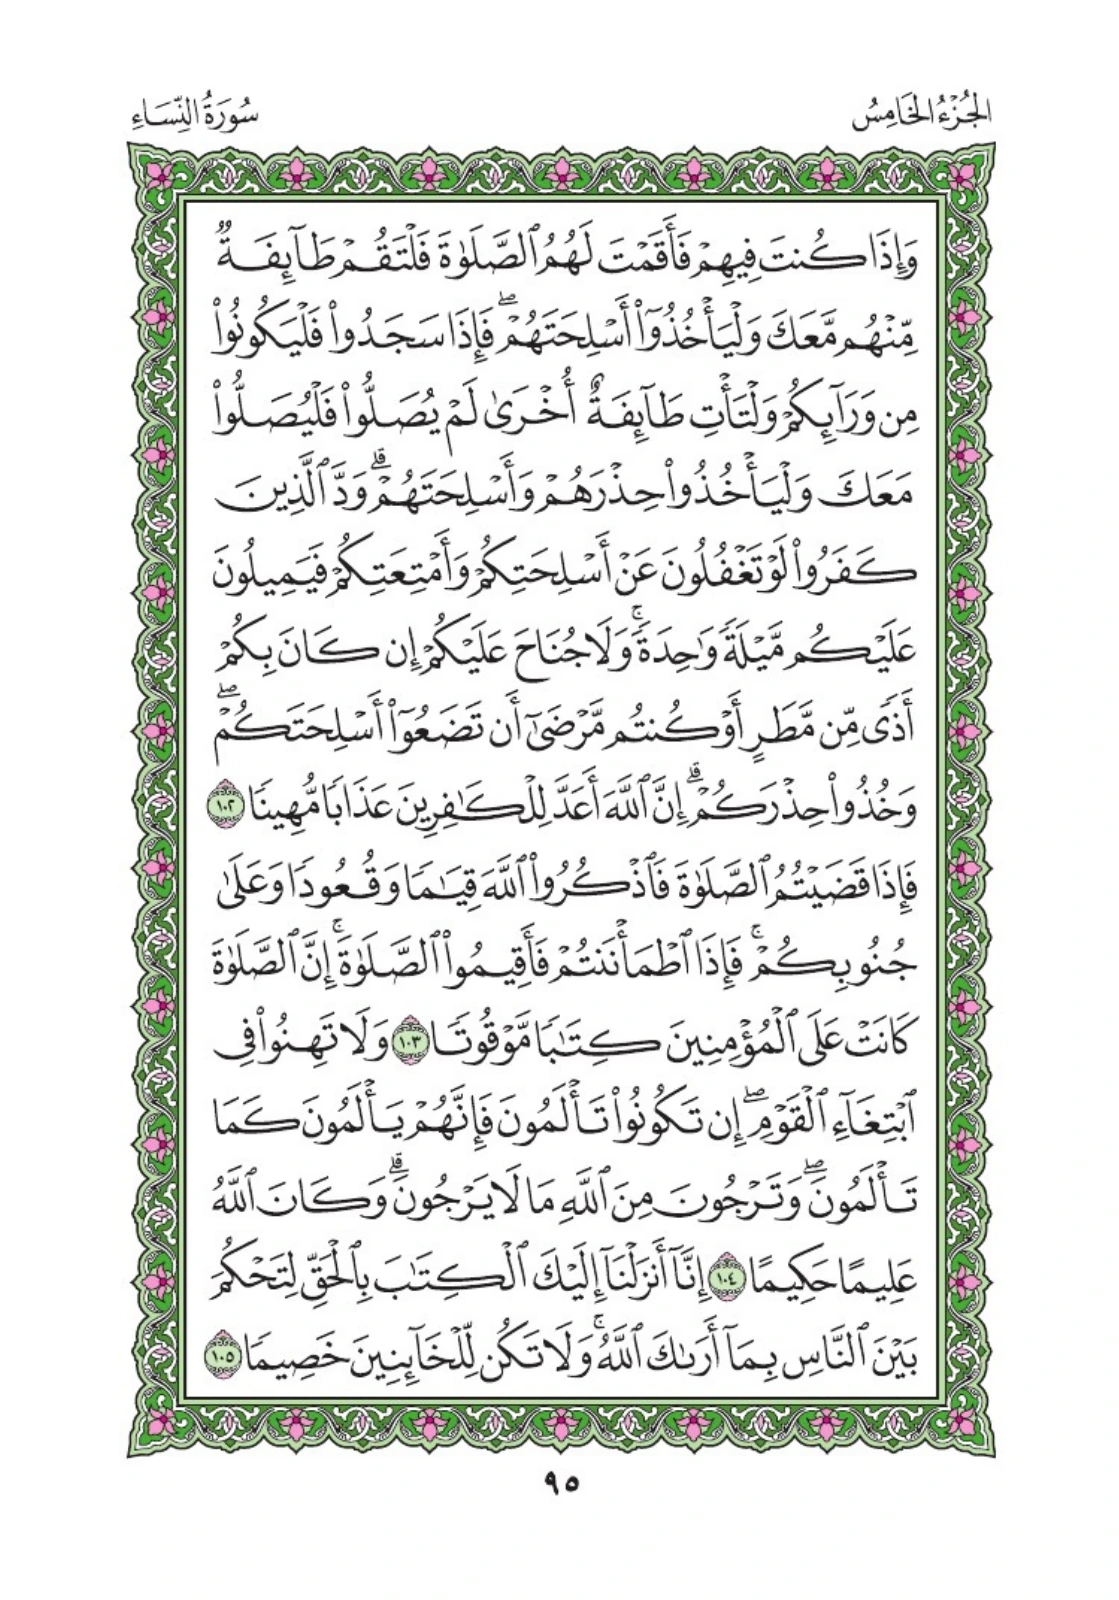 الجُزْءُ الخَامِسُ
سُورَةُ النِّسَاءِ
وَإِذَا كُنتَ فِيهِمۡ فَأَقَمۡتَ لَهُمُ ٱلصَّلَوٰةَ فَلۡتَقُمۡ طَآئِفَةٞ
مِّنۡهُم مَّعَكَ وَلۡيَأۡخُذُوٓاْ أَسۡلِحَتَهُمۡۖ فَإِذَا سَجَدُواْ فَلۡيَكُونُواْ
مِن وَرَآئِكُمۡ وَلۡتَأۡتِ طَآئِفَةٌ أُخۡرَىٰ لَمۡ يُصَلُّواْ فَلۡيُصَلُّواْ
مَعَكَ وَلۡيَأۡخُذُواْ حِذۡرَهُمۡ وَأَسۡلِحَتَهُمۡۗ وَدَّ ٱلَّذِينَ
كَفَرُواْ لَوۡ تَغۡفُلُونَ عَنۡ أَسۡلِحَتِكُمۡ وَأَمۡتِعَتِكُمۡ فَيَمِيلُونَ
عَلَيۡكُم مَّيۡلَةٗ وَٰحِدَةٗۚ وَلَا جُنَاحَ عَلَيۡكُمۡ إِن كَانَ بِكُمۡ
أَذٗى مِّن مَّطَرٍ أَوۡ كُنتُم مَّرۡضَىٰٓ أَن تَضَعُوٓاْ أَسۡلِحَتَكُمۡۖ
وَخُذُواْ حِذۡرَكُمۡۗ إِنَّ ٱللَّهَ أَعَدَّ لِلۡكَٰفِرِينَ عَذَابٗا مُّهِينٗا ١٠٢
فَإِذَا قَضَيۡتُمُ ٱلصَّلَوٰةَ فَٱذۡكُرُواْ ٱللَّهَ قِيَٰمٗا وَقُعُودٗا وَعَلَىٰ
جُنُوبِكُمۡۚ فَإِذَا ٱطۡمَأۡنَنتُمۡ فَأَقِيمُواْ ٱلصَّلَوٰةَۚ إِنَّ ٱلصَّلَوٰةَ
كَانَتۡ عَلَى ٱلۡمُؤۡمِنِينَ كِتَٰبٗا مَّوۡقُوتٗا ١٠٣ وَلَا تَهِنُواْ فِي
ٱبۡتِغَآءِ ٱلۡقَوۡمِۖ إِن تَكُونُواْ تَأۡلَمُونَ فَإِنَّهُمۡ يَأۡلَمُونَ كَمَا
تَأۡلَمُونَۖ وَتَرۡجُونَ مِنَ ٱللَّهِ مَا لَا يَرۡجُونَۗ وَكَانَ ٱللَّهُ
عَلِيمًا حَكِيمًا ١٠٤ إِنَّآ أَنزَلۡنَآ إِلَيۡكَ ٱلۡكِتَٰبَ بِٱلۡحَقِّ لِتَحۡكُمَ
بَيۡنَ ٱلنَّاسِ بِمَآ أَرَىٰكَ ٱللَّهُۚ وَلَا تَكُن لِّلۡخَآئِنِينَ خَصِيمٗا ١٠٥
٩٥